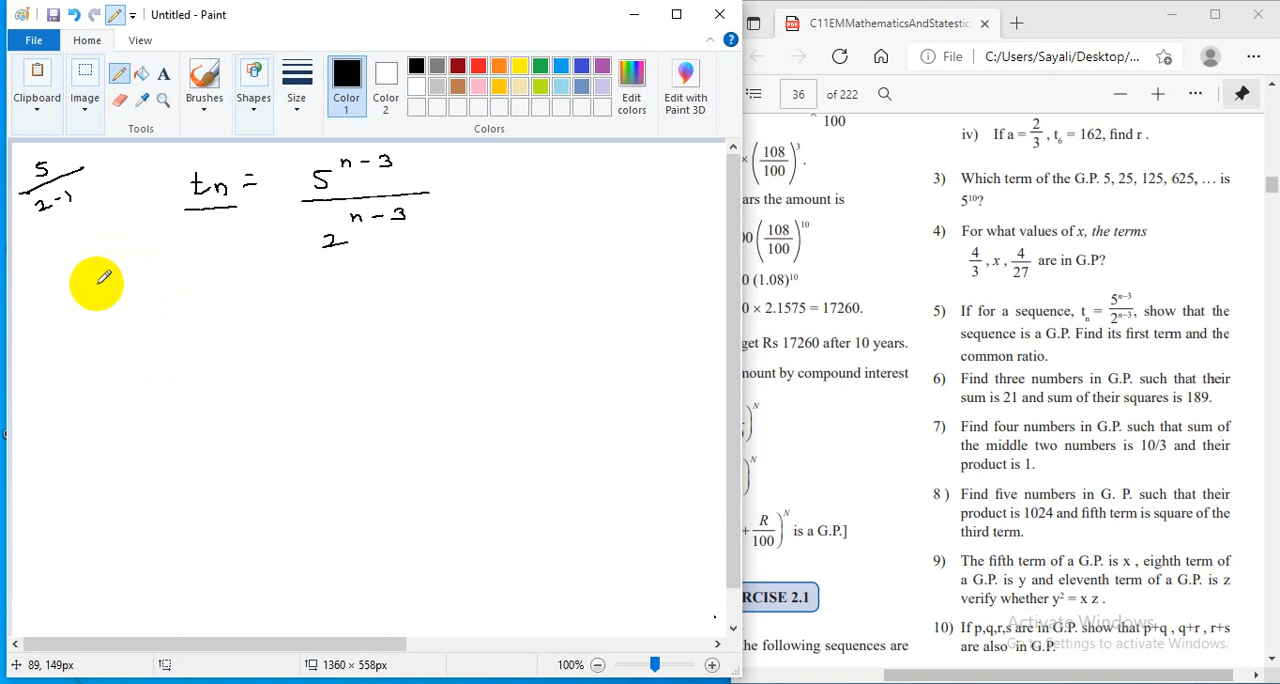 Untitled - Paint
File Home View
Clipboard Image Tools Brushes Shapes Size Color 1 Color 2 Colors Edit colors Edit with Paint 3D
5
t_n = 5^{n-3}
2^{n-3}
89, 149px 1360 × 558px 100%
C11EMMathematicsAndStatestic
File C:/Users/Sayali/Desktop/...
36 of 222
100
× (108/100)^3 .
ars the amount is
00 (108/100)^{10}
0 (1.08)^{10}
0 × 2.1575 = 17260.
get Rs 17260 after 10 years.
mount by compound interest
)^N
)^N
+ R/100)^N is a G.P.]
RCISE 2.1
the following sequences are
iv) If a = 2/3, t_6 = 162, find r .
3) Which term of the G.P. 5, 25, 125, 625, … is
5^{10}?
4) For what values of x, the terms
4/3 , x , 4/27 are in G.P?
5) If for a sequence, t_n = 5^{n-3}/2^{n-3}, show that the
sequence is a G.P. Find its first term and the
common ratio.
6) Find three numbers in G.P. such that their
sum is 21 and sum of their squares is 189.
7) Find four numbers in G.P. such that sum of
the middle two numbers is 10/3 and their
product is 1.
8 ) Find five numbers in G. P. such that their
product is 1024 and fifth term is square of the
third term.
9) The fifth term of a G.P. is x , eighth term of
a G.P. is y and eleventh term of a G.P. is z
verify whether y² = x z .
10) If p,q,r,s are in G.P. show that p+q , q+r , r+s
are also in G.P.
Activate Windows
Go to Settings to activate Windows.